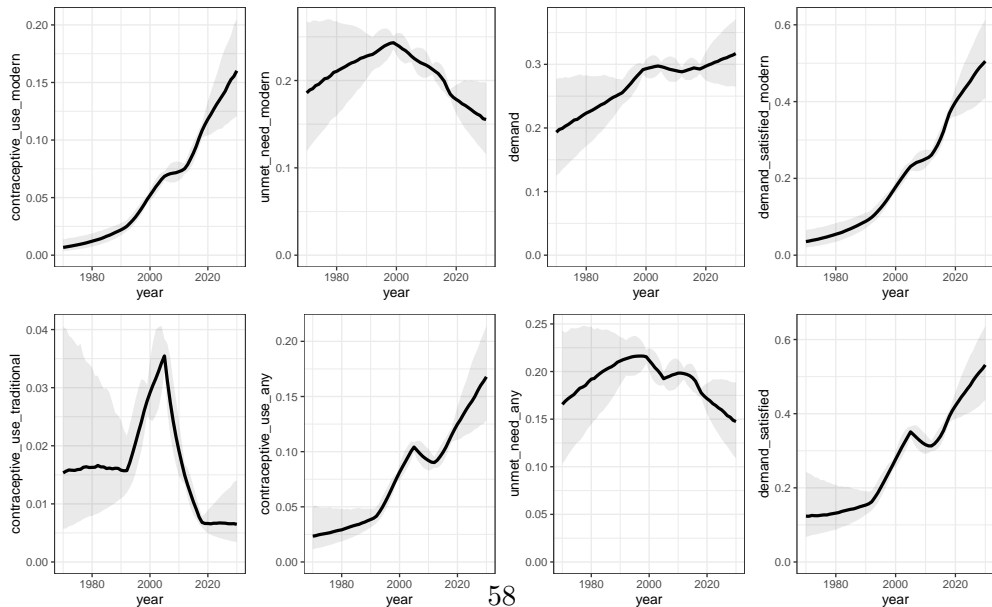 contraceptive_use_modern
0.20
0.15
0.10
0.05
0.00
1980 2000 2020
year
unmet_need_modern
0.2
0.1
0.0
1980 2000 2020
year
demand
0.3
0.2
0.1
0.0
1980 2000 2020
year
demand_satisfied_modern
0.6
0.4
0.2
0.0
1980 2000 2020
year
contraceptive_use_traditional
0.04
0.03
0.02
0.01
0.00
1980 2000 2020
year
contraceptive_use_any
0.20
0.15
0.10
0.05
0.00
1980 2000 2020
year
unmet_need_any
0.25
0.20
0.15
0.10
0.05
0.00
1980 2000 2020
year
demand_satisfied
0.6
0.4
0.2
0.0
1980 2000 2020
year
58